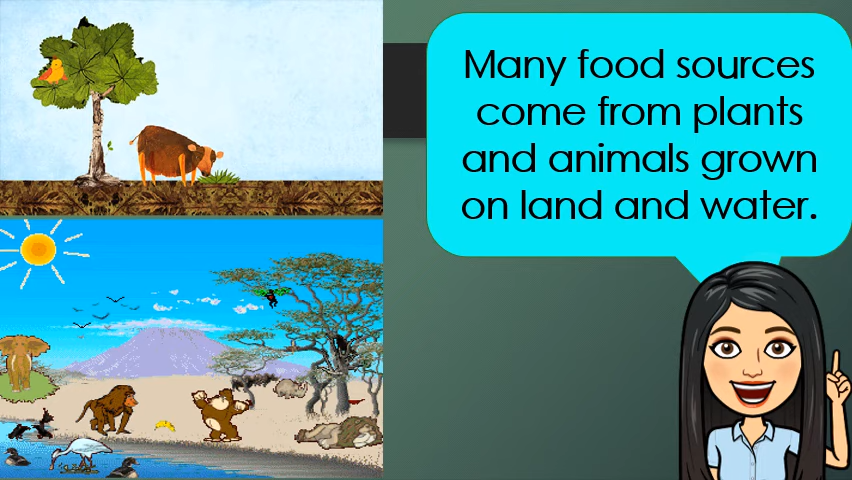 Many food sources
come from plants
and animals grown
on land and water.